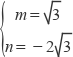 m = √3
n = − 2√3